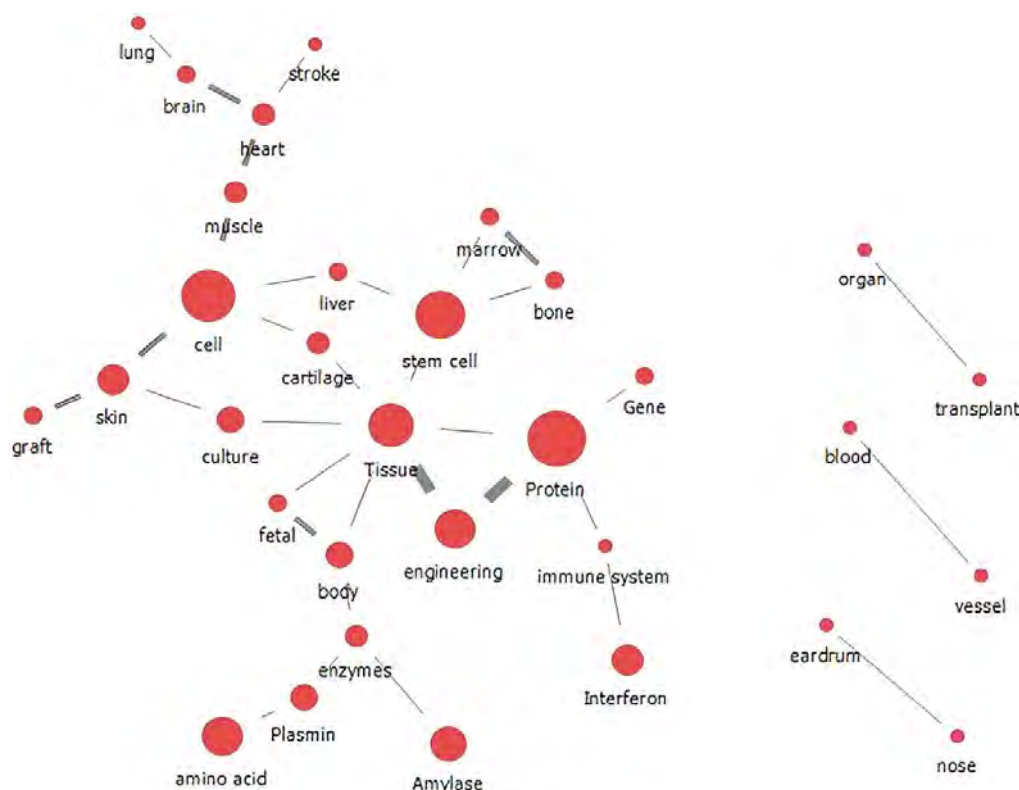 lung
stroke
brain
heart
muscle
marrow
organ
liver
bone
cell
stem cell
cartilage
Gene
transplant
skin
graft
culture
blood
Tissue
Protein
fetal
engineering
immune system
body
vessel
eardrum
enzymes
Interferon
Plasmin
nose
amino acid
Amylase